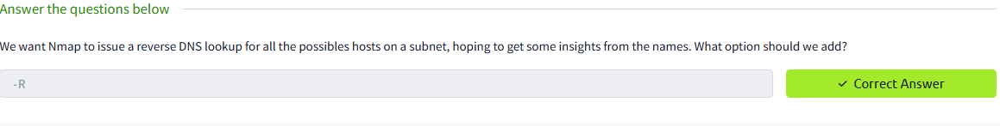 Answer the questions below
We want Nmap to issue a reverse DNS lookup for all the possibles hosts on a subnet, hoping to get some insights from the names. What option should we add?
-R
✓ Correct Answer